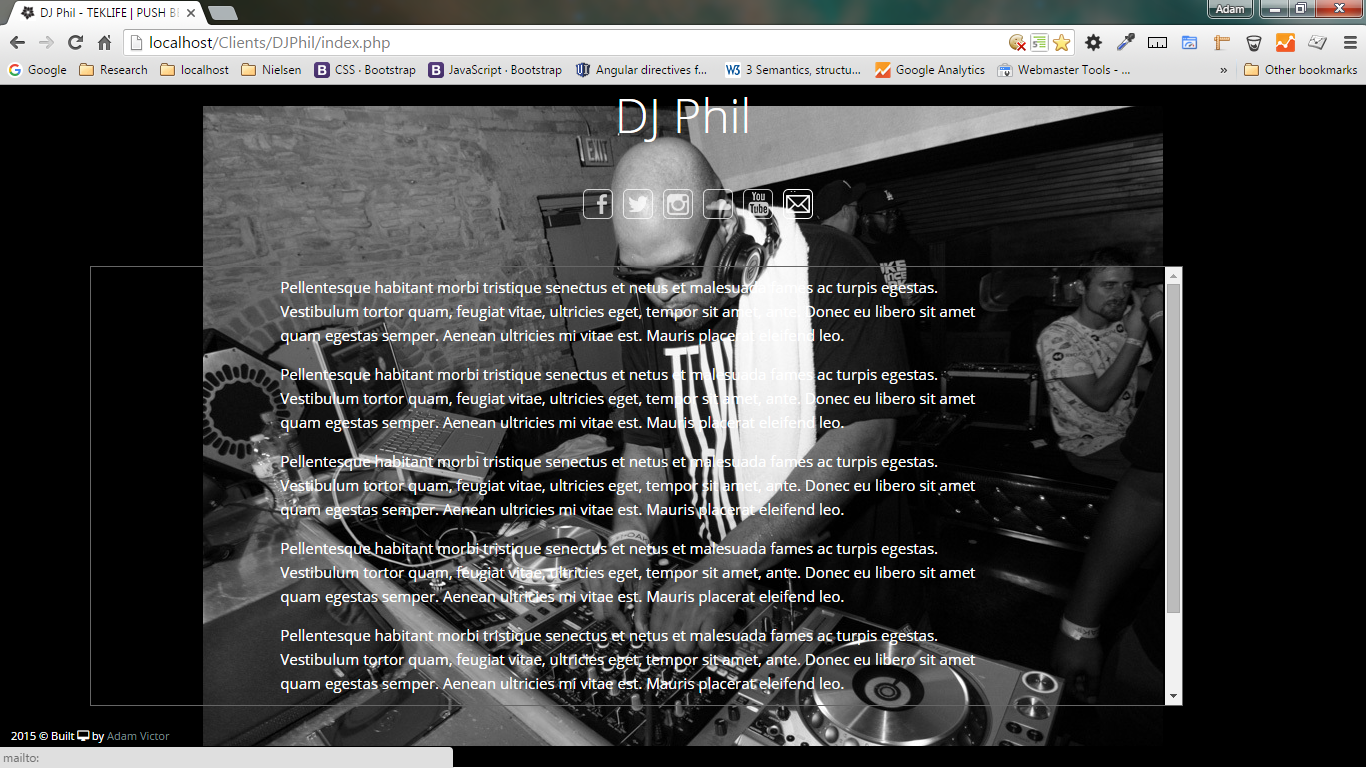 DJ Phil - TEKLIFE | PUSH B
Adam
localhost/Clients/DJPhil/index.php
Google Research localhost Nielsen CSS · Bootstrap JavaScript · Bootstrap Angular directives f... 3 Semantics, structu... Google Analytics Webmaster Tools - ... » Other bookmarks
DJ Phil
EXIT
You
Tube
Pellentesque habitant morbi tristique senectus et netus et malesuada fames ac turpis egestas.
Vestibulum tortor quam, feugiat vitae, ultricies eget, tempor sit amet, ante. Donec eu libero sit amet
quam egestas semper. Aenean ultricies mi vitae est. Mauris placerat eleifend leo.
Pellentesque habitant morbi tristique senectus et netus et malesuada fames ac turpis egestas.
Vestibulum tortor quam, feugiat vitae, ultricies eget, tempor sit amet, ante. Donec eu libero sit amet
quam egestas semper. Aenean ultricies mi vitae est. Mauris placerat eleifend leo.
Pellentesque habitant morbi tristique senectus et netus et malesuada fames ac turpis egestas.
Vestibulum tortor quam, feugiat vitae, ultricies eget, tempor sit amet, ante. Donec eu libero sit amet
quam egestas semper. Aenean ultricies mi vitae est. Mauris placerat eleifend leo.
Pellentesque habitant morbi tristique senectus et netus et malesuada fames ac turpis egestas.
Vestibulum tortor quam, feugiat vitae, ultricies eget, tempor sit amet, ante. Donec eu libero sit amet
quam egestas semper. Aenean ultricies mi vitae est. Mauris placerat eleifend leo.
Pellentesque habitant morbi tristique senectus et netus et malesuada fames ac turpis egestas.
Vestibulum tortor quam, feugiat vitae, ultricies eget, tempor sit amet, ante. Donec eu libero sit amet
quam egestas semper. Aenean ultricies mi vitae est. Mauris placerat eleifend leo.
2015 © Built by Adam Victor
mailto: